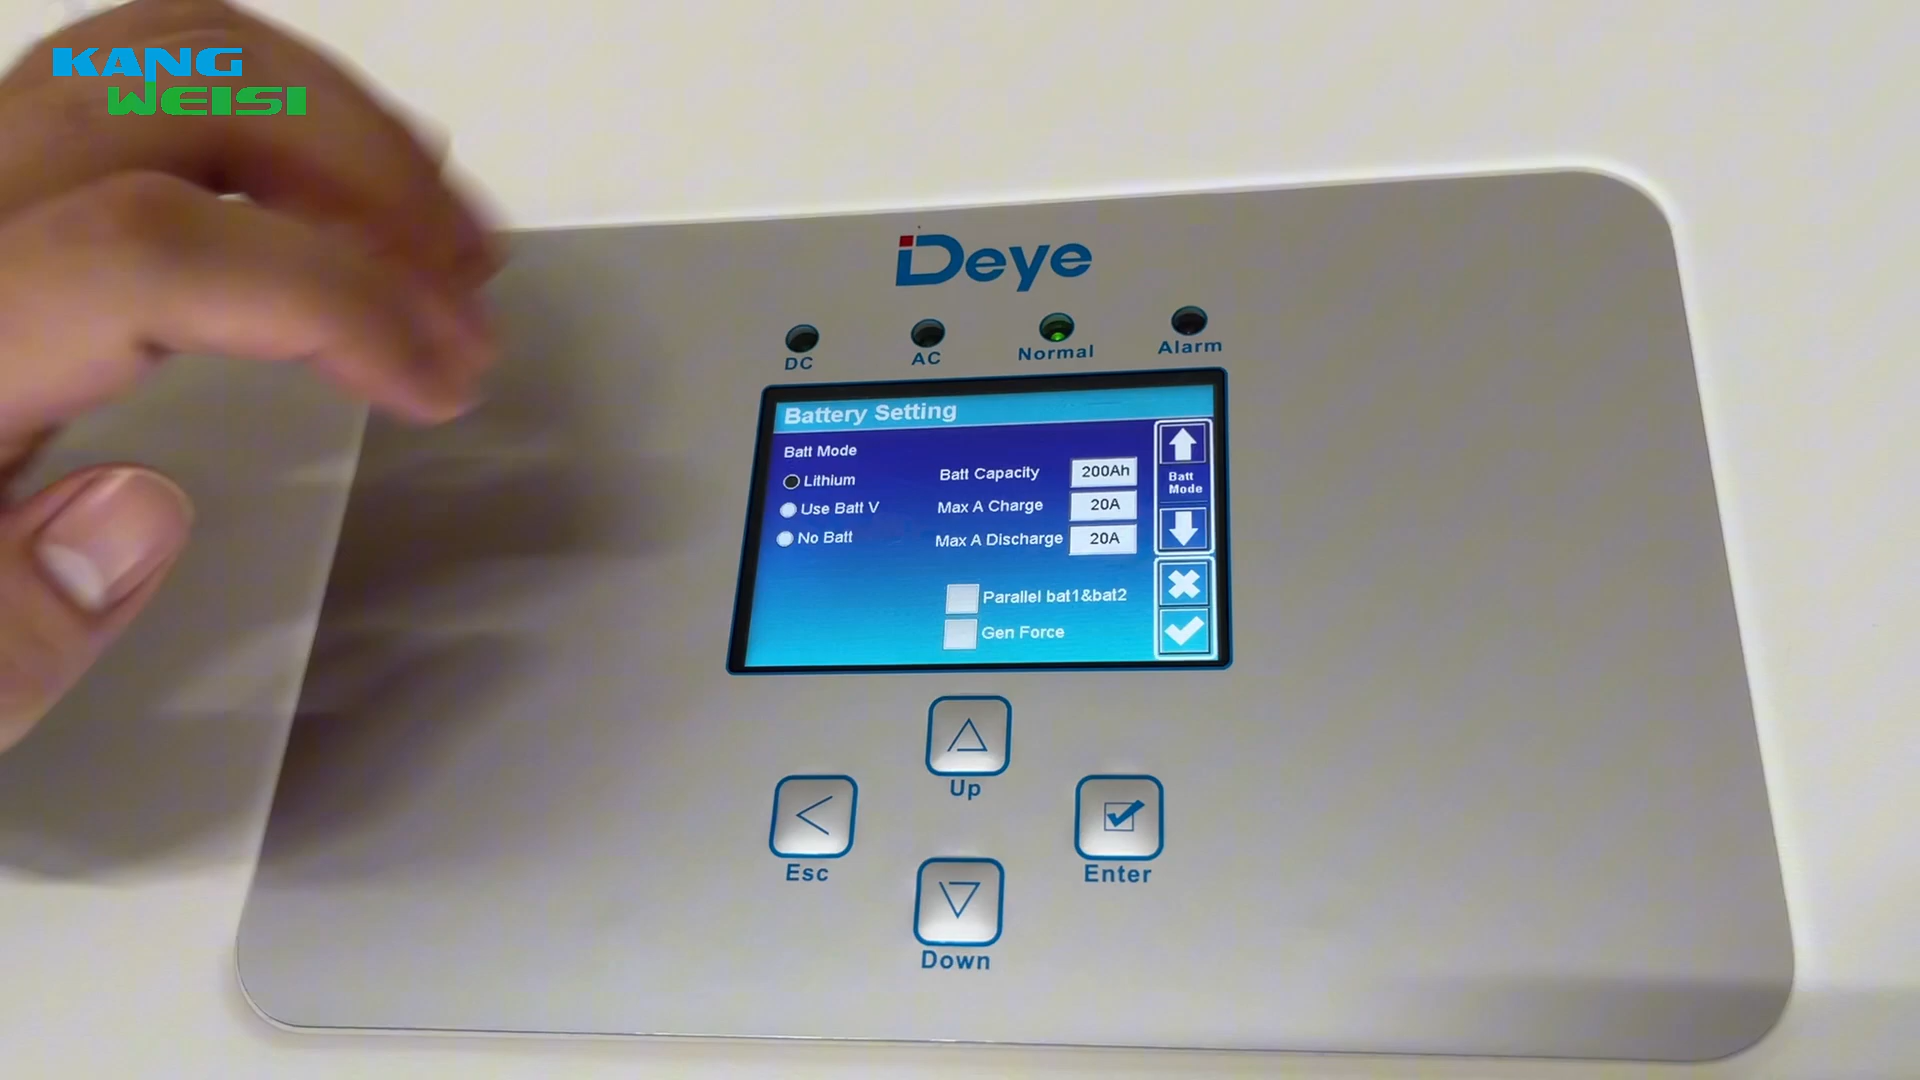 KANG
WEISI
Deye
DC
AC
Normal
Alarm
Battery Setting
Batt Mode
Lithium
Use Batt V
No Batt
Batt Capacity 200Ah
Max A Charge 20A
Max A Discharge 20A
Parallel bat1&bat2
Gen Force
Batt
Mode
Up
Esc
Enter
Down